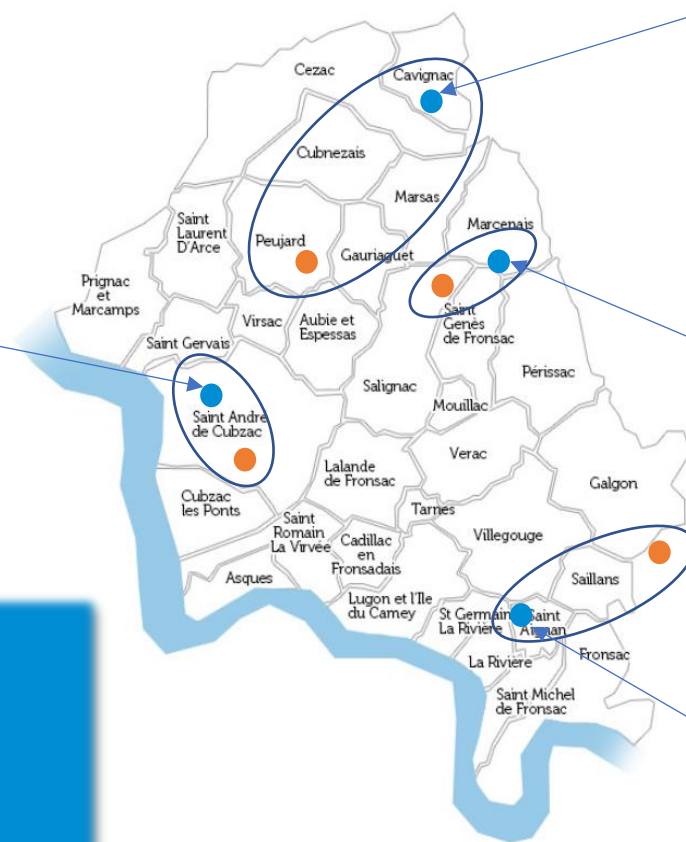 Cezac
Cavignac
Cubnezais
Marsas
Saint
Laurent
D'Arce
Peujard
Gauriaguet
Marcenais
Prignac
et
Marcamps
Virsac
Aubie et
Espessas
Saint
Genès
de Fronsac
Saint Gervais
Salignac
Périssac
Mouillac
Saint André
de Cubzac
Verac
Lalande
de Fronsac
Galgon
Cubzac
les Ponts
Tarnes
Saint
Romain
La Virvée
Villegouge
Cadillac
en
Fronsadais
Asques
Saillans
Lugon et l'Ile
du Carney
St Germain
La Rivière
Saint
Aignan
Fronsac
La Rivière
Saint Michel
de Fronsac